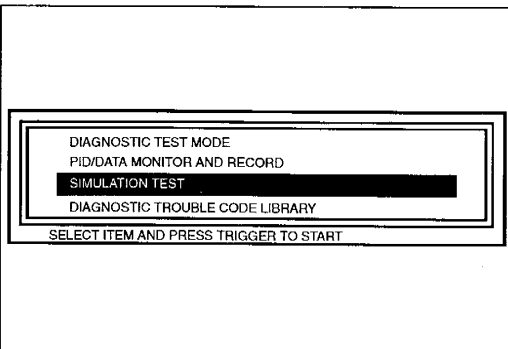 DIAGNOSTIC TEST MODE
PID/DATA MONITOR AND RECORD
SIMULATION TEST
DIAGNOSTIC TROUBLE CODE LIBRARY
SELECT ITEM AND PRESS TRIGGER TO START